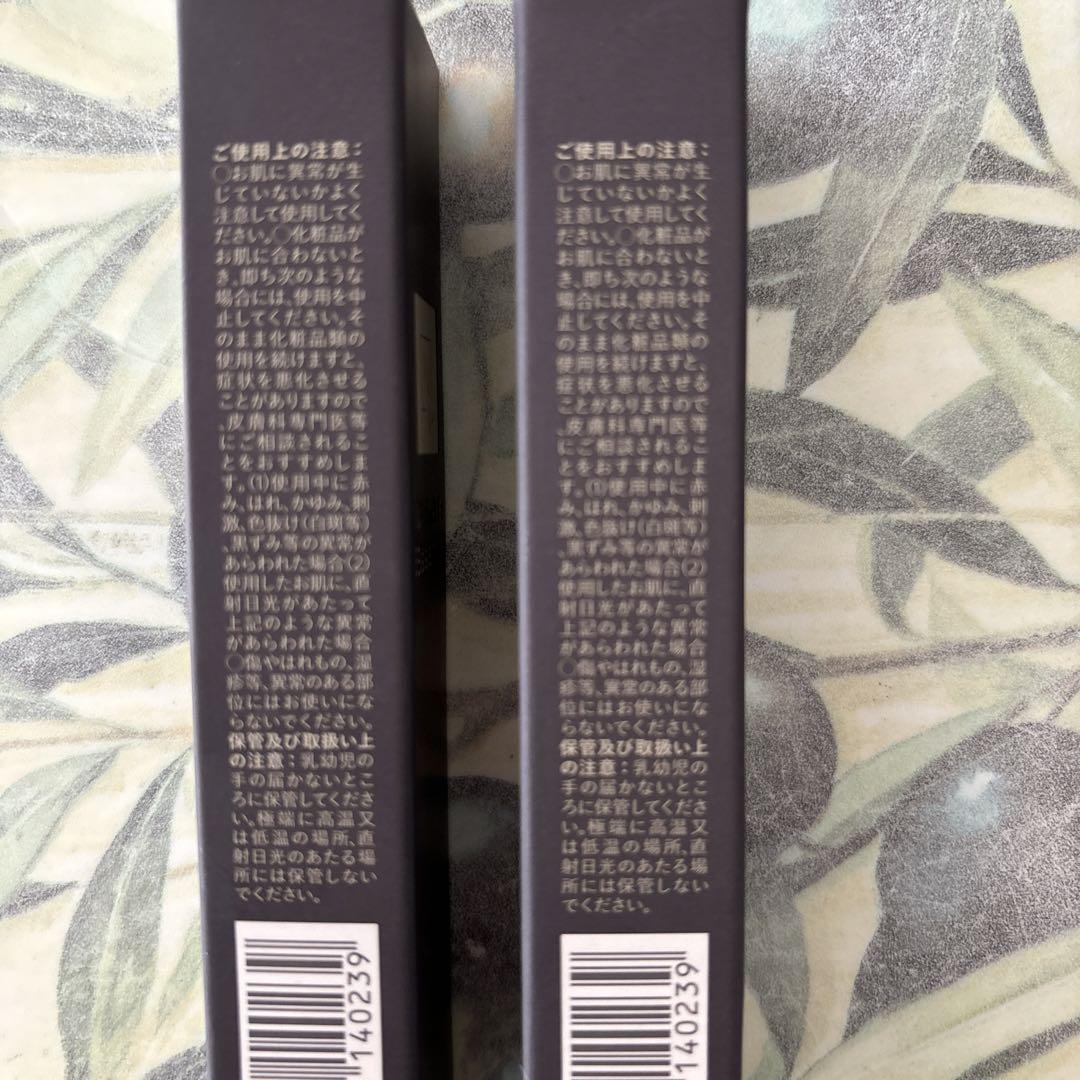 ご使用上の注意：
○お肌に異常が生
じていないかよく
注意して使用してく
ださい。○化粧品が
お肌に合わないと
き、即ち次のような
場合には、使用を中
止してください。そ
のまま化粧品類の
使用を続けますと、
症状を悪化させる
ことがありますので
、皮膚科専門医等
にご相談されるこ
とをおすすめしま
す。(1)使用中に赤
み、はれ、かゆみ、刺
激、色抜け(白斑等)
、黒ずみ等の異常が
あらわれた場合(2)
使用したお肌に、直
射日光があたって
上記のような異常
があらわれた場合
○傷やはれもの、湿
疹等、異常のある部
位にはお使いにな
らないでください。
保管及び取扱い上
の注意：乳幼児の
手の届かないとこ
ろに保管してくださ
い。極端に高温又
は低温の場所、直
射日光のあたる場
所には保管しない
でください。
140239
ご使用上の注意：
○お肌に異常が生
じていないかよく
注意して使用してく
ださい。○化粧品が
お肌に合わないと
き、即ち次のような
場合には、使用を中
止してください。そ
のまま化粧品類の
使用を続けますと、
症状を悪化させる
ことがありますので
、皮膚科専門医等
にご相談されるこ
とをおすすめしま
す。(1)使用中に赤
み、はれ、かゆみ、刺
激、色抜け(白斑等)
、黒ずみ等の異常が
あらわれた場合(2)
使用したお肌に、直
射日光があたって
上記のような異常
があらわれた場合
○傷やはれもの、湿
疹等、異常のある部
位にはお使いにな
らないでください。
保管及び取扱い上
の注意：乳幼児の
手の届かないとこ
ろに保管してくださ
い。極端に高温又
は低温の場所、直
射日光のあたる場
所には保管しない
でください。
140239